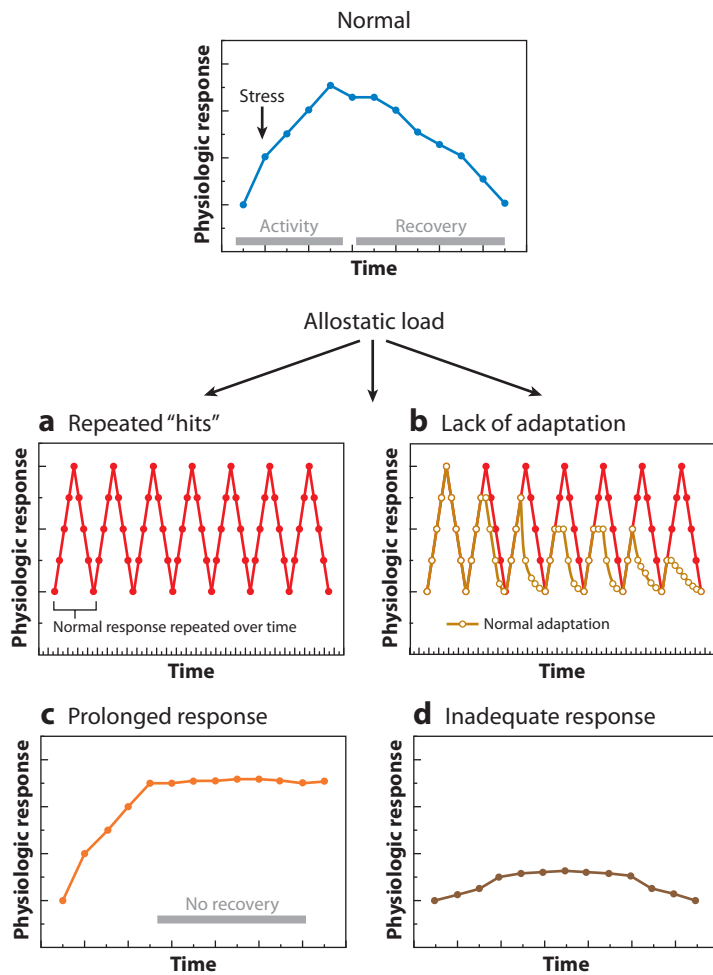 Normal
Physiologic response
Stress
Activity
Recovery
Time
Allostatic load
a Repeated “hits”
Physiologic response
Normal response repeated over time
Time
b Lack of adaptation
Physiologic response
Normal adaptation
Time
c Prolonged response
Physiologic response
No recovery
Time
d Inadequate response
Physiologic response
Time